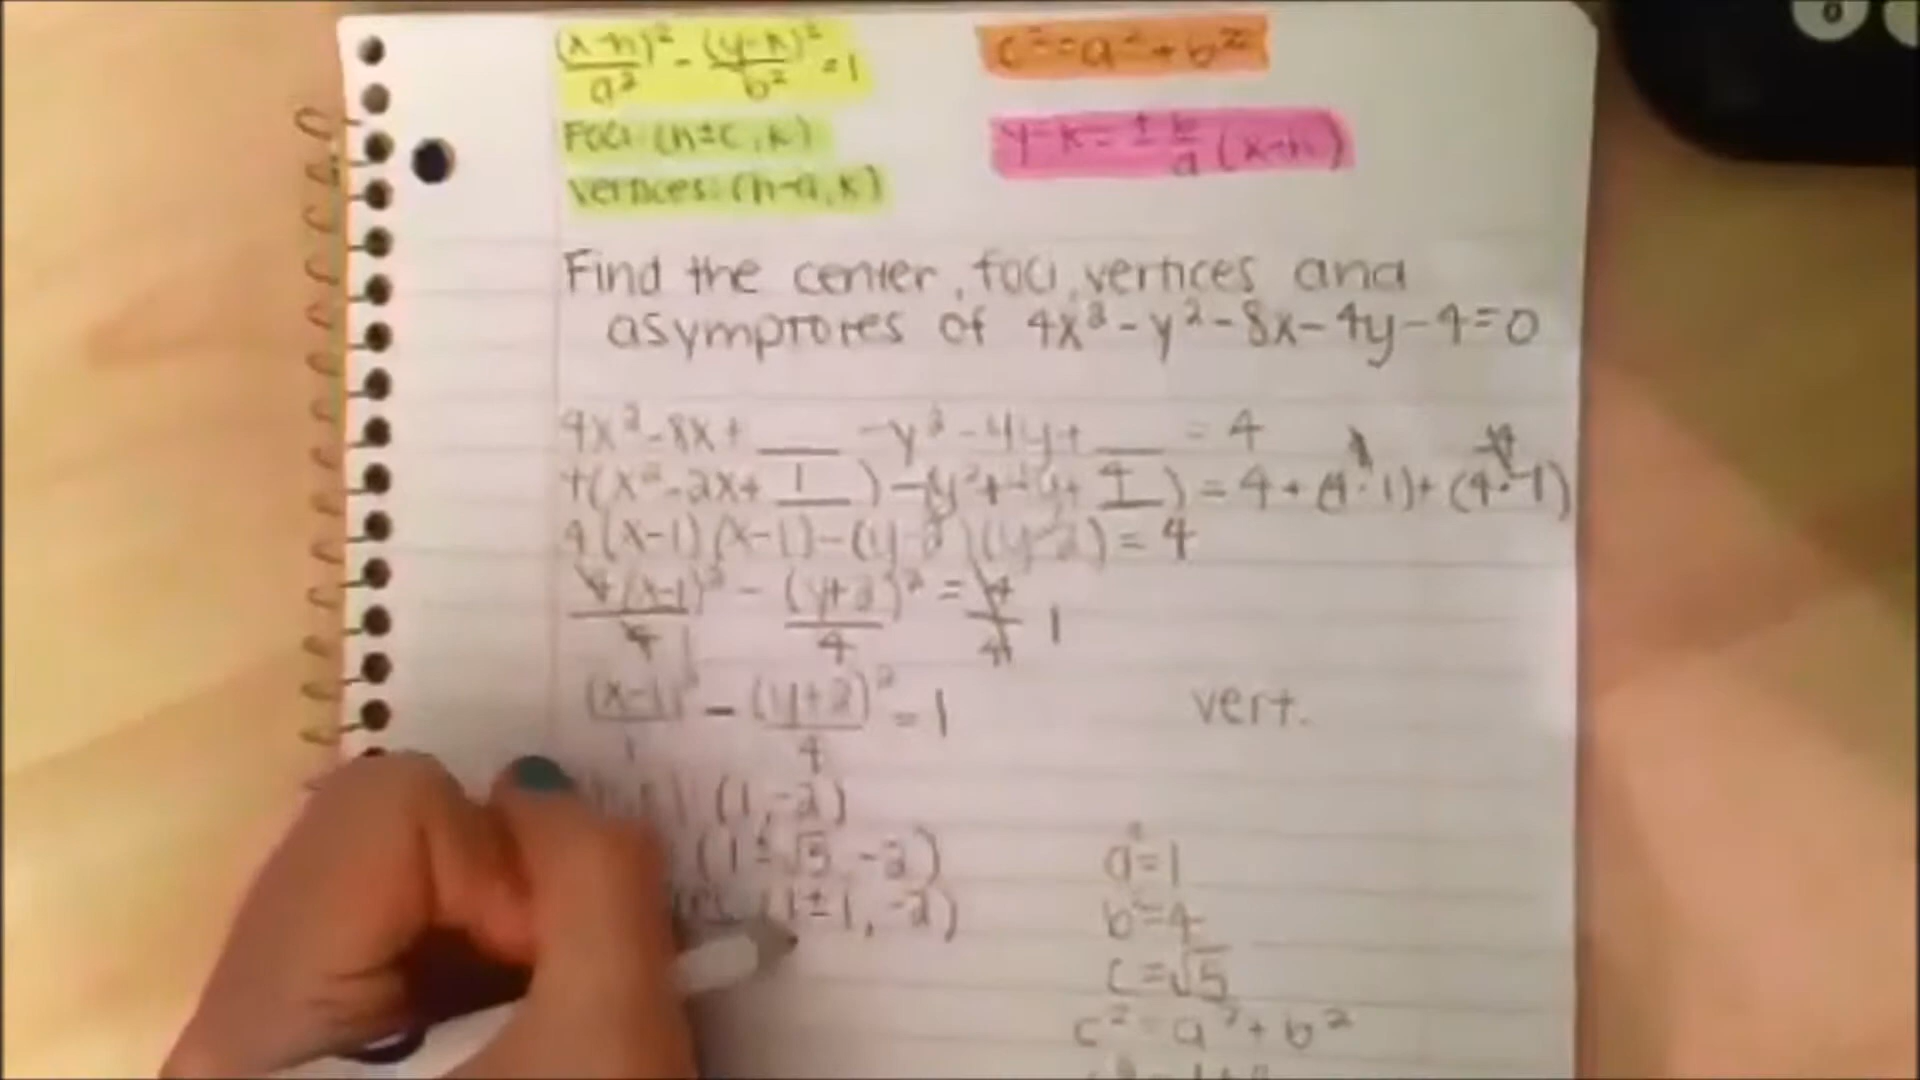 (x-h)²/a² - (y-k)²/b² = 1
c² = a² + b²
Foci: (h±c, k)
y-k = ± b/a (x-h)
vertices: (h-a, k)
Find the center, foci, vertices and
asymptotes of 4x² - y² - 8x - 4y - 4 = 0
4x² - 8x + ___ - y² - 4y + ___ = 4
4(x² - 2x + 1) - (y² + 4y + 4) = 4 + (4·1) + (4·-1)
4(x-1)(x-1) - (y-2)(y-2) = 4
4(x-1)²/4 - (y+2)²/4 = 4/4 1
(x-1)²/1 - (y+2)²/4 = 1
vert.
(1, -2)
(1±√5, -2)
(1±1, -2)
a²=1
b²=4
c=√5
c² = a² + b²